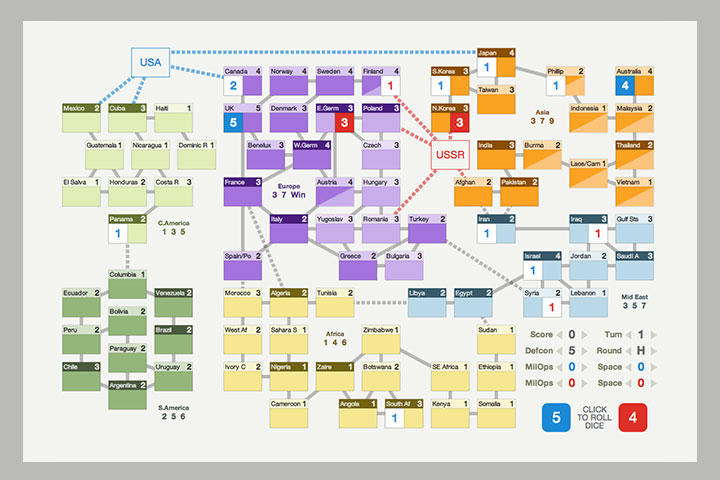 USA
Japan 4
1
Canada 4
2
Norway 4
Sweden 4
Finland 4
1
S.Korea 3
1
Taiwan 3
Phillip 2
1
Australia 4
4
Mexico 2
Cuba 3
Haiti 1
UK 5
5
Denmark 3
E.Germ 3
3
Poland 3
N.Korea 3
3
Asia
3 7 9
Indonesia 1
Malaysia 2
Guatemala 1
Nicaragua 1
Dominic R 1
Benelux 3
W.Germ 4
Czech 3
USSR
India 3
Burma 2
Thailand 2
Laos/Cam 1
El Salva 1
Honduras 2
Costa R 3
France 3
Europe
3 7 Win
Austria 4
Hungary 3
Afghan 2
Pakistan 2
Vietnam 1
Panama 2
1
C.America
1 3 5
Italy 2
Yugoslav 3
Romania 3
Turkey 2
Iran 2
1
Iraq 3
1
Gulf Sts 3
Spain/Po 2
Greece 2
Bulgaria 3
Israel 4
1
Jordan 2
Saudi A 3
Columbia 1
Ecuador 2
Venezuela 2
Morocco 3
Algeria 2
Tunisia 2
Libya 2
Egypt 2
Syria 2
1
Lebanon 1
Mid East
3 5 7
Bolivia 2
Peru 2
Brazil 2
West Af 2
Sahara S 1
Africa
1 4 6
Zimbabwe 1
Sudan 1
Score 0
Turn 1
Defcon 5
Round H
Paraguay 2
Chile 3
Uruguay 2
Ivory C 2
Nigeria 1
Zaire 1
Botswana 2
SE Africa 1
Ethiopia 1
MilOps 0
Space 0
MilOps 0
Space 0
Argentina 2
S.America
2 5 6
Cameroon 1
Angola 1
South Af 3
1
Kenya 2
Somalia 2
5
CLICK
TO ROLL
DICE
4